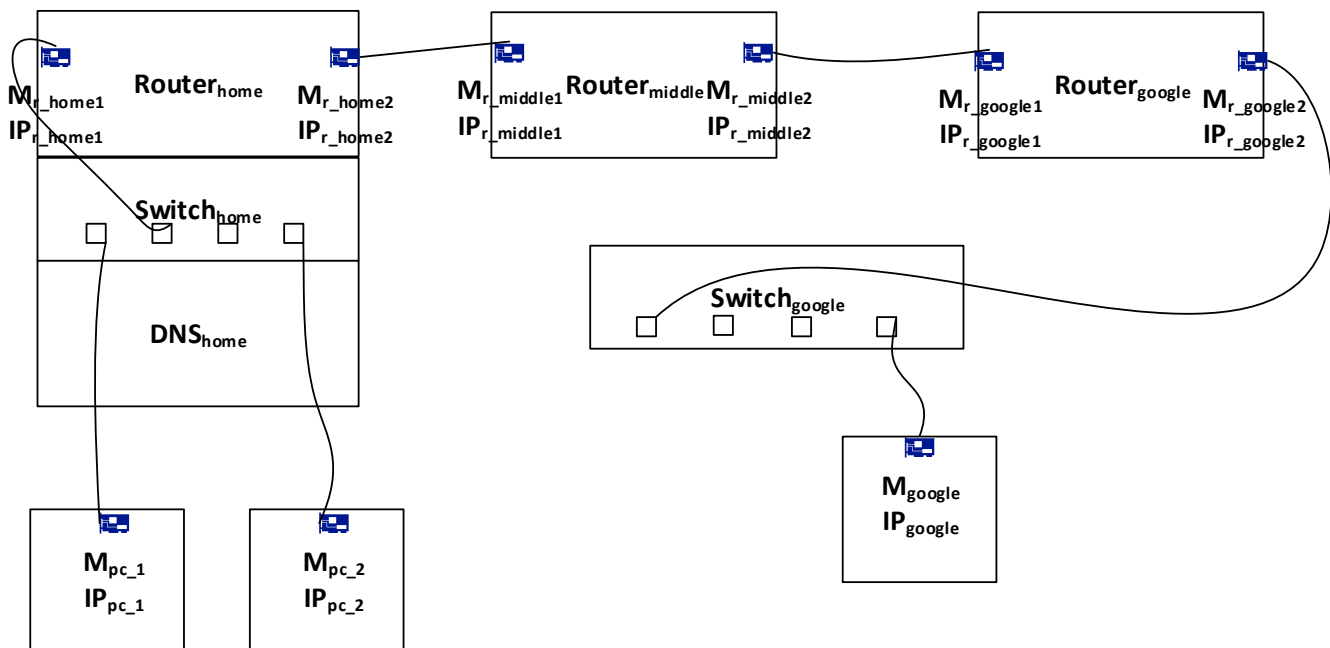 Router_home
M_r_home1
IP_r_home1
M_r_home2
IP_r_home2
Router_middle
M_r_middle1
IP_r_middle1
M_r_middle2
IP_r_middle2
Router_google
M_r_google1
IP_r_google1
M_r_google2
IP_r_google2
Switch_home
DNS_home
Switch_google
M_google
IP_google
M_pc_1
IP_pc_1
M_pc_2
IP_pc_2